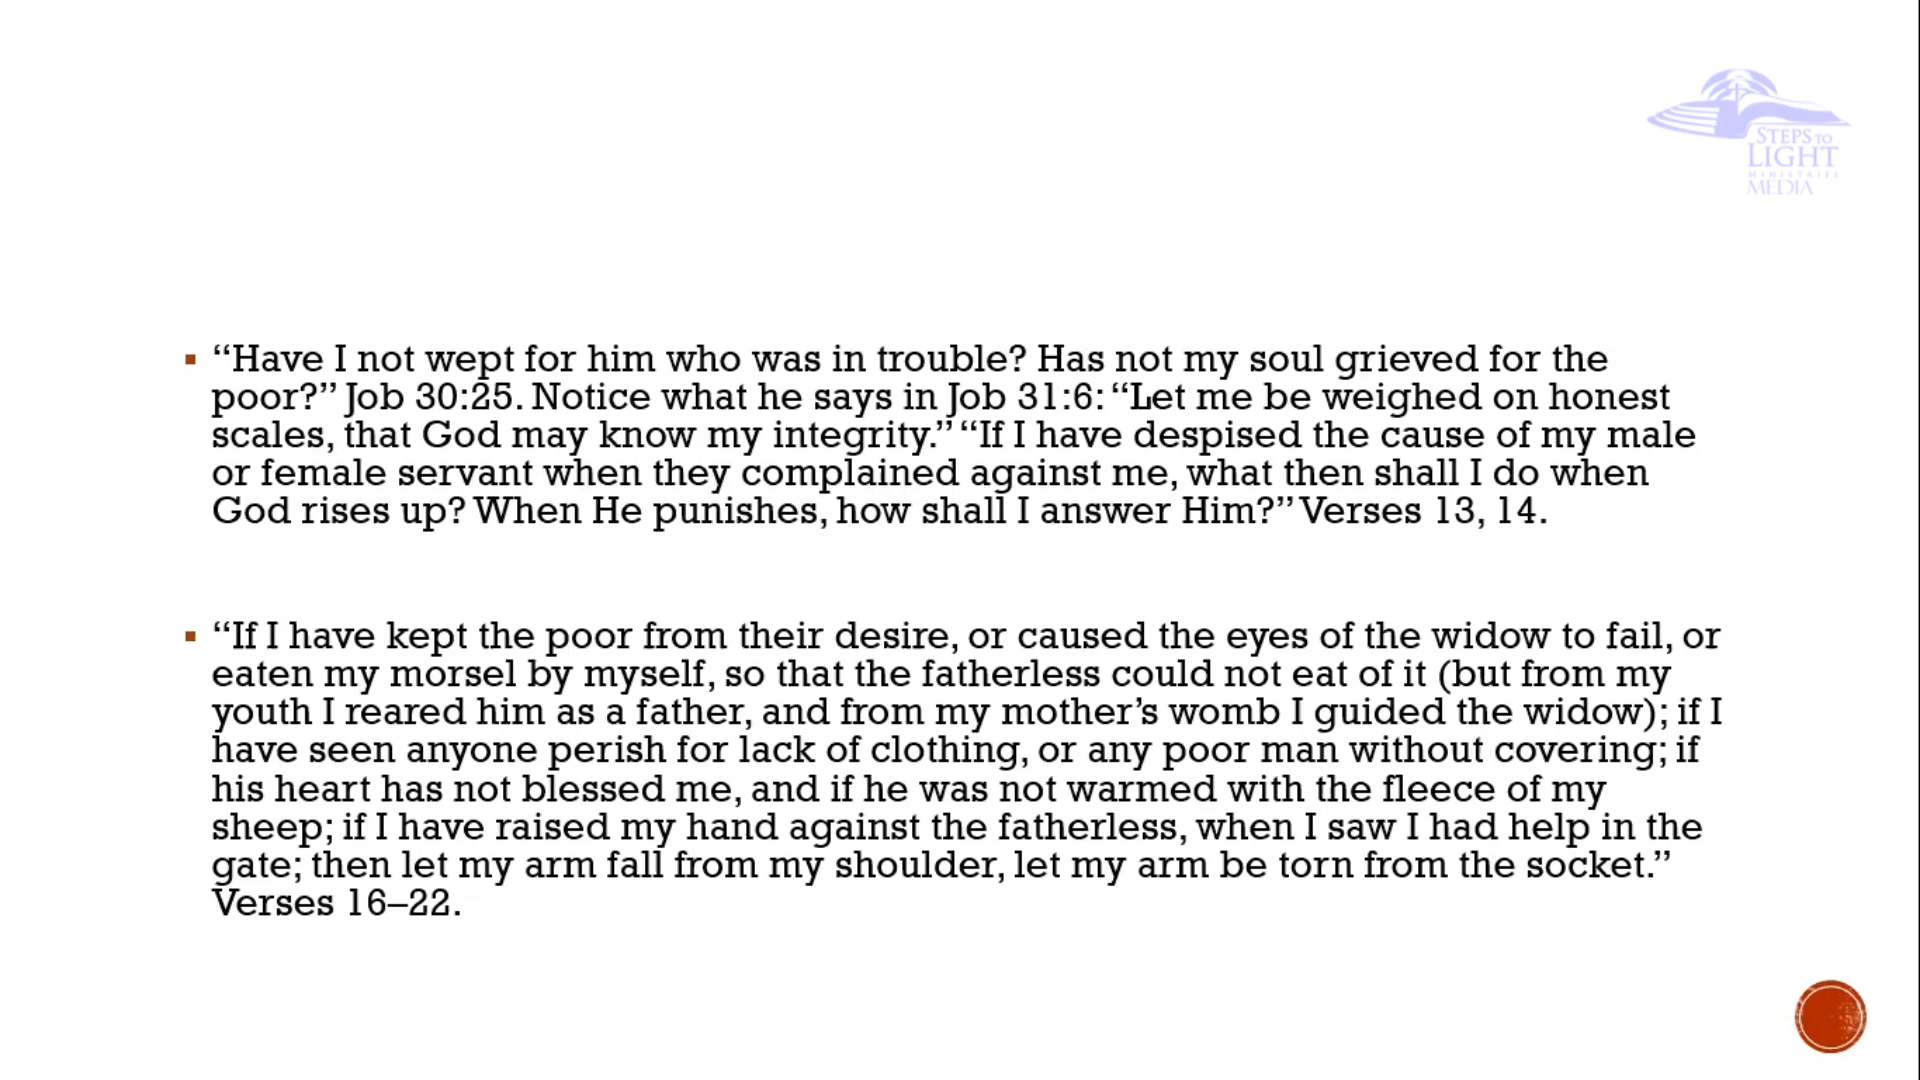 STEPS TO
LIGHT
MINISTRIES
MEDIA
“Have I not wept for him who was in trouble? Has not my soul grieved for the
poor?” Job 30:25. Notice what he says in Job 31:6: “Let me be weighed on honest
scales, that God may know my integrity.” “If I have despised the cause of my male
or female servant when they complained against me, what then shall I do when
God rises up? When He punishes, how shall I answer Him?” Verses 13, 14.
“If I have kept the poor from their desire, or caused the eyes of the widow to fail, or
eaten my morsel by myself, so that the fatherless could not eat of it (but from my
youth I reared him as a father, and from my mother’s womb I guided the widow); if I
have seen anyone perish for lack of clothing, or any poor man without covering; if
his heart has not blessed me, and if he was not warmed with the fleece of my
sheep; if I have raised my hand against the fatherless, when I saw I had help in the
gate; then let my arm fall from my shoulder, let my arm be torn from the socket.”
Verses 16–22.